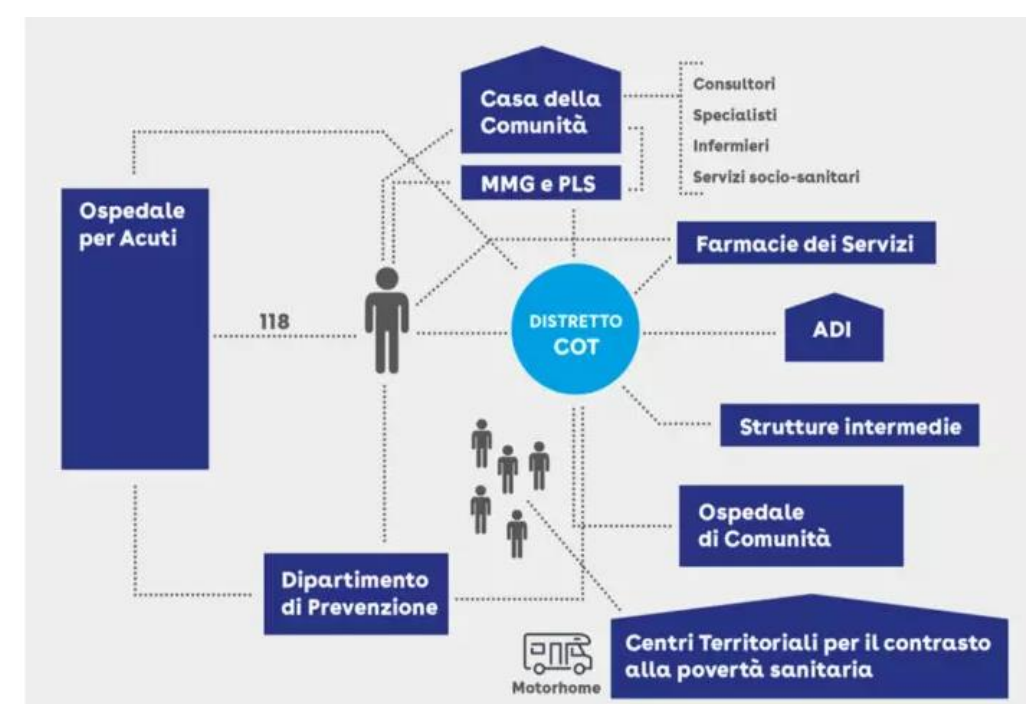 Casa della
Comunità
Consultori
Specialisti
Infermieri
Servizi socio-sanitari
MMG e PLS
Ospedale
per Acuti
Farmacie dei Servizi
118
DISTRETTO
COT
ADI
Strutture intermedie
Ospedale
di Comunità
Dipartimento
di Prevenzione
Centri Territoriali per il contrasto
alla povertà sanitaria
Motorhome